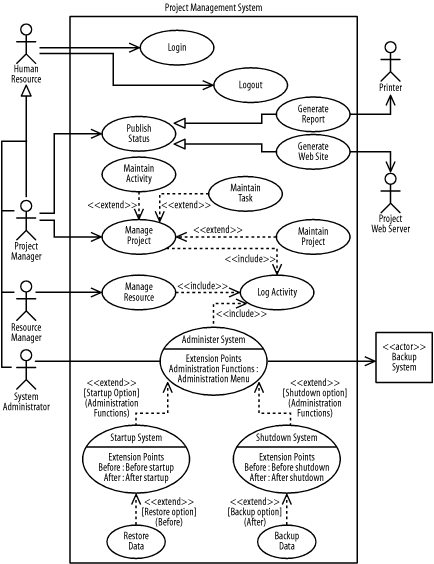 Project Management System
Human
Resource
Login
Logout
Printer
Generate
Report
Publish
Status
Generate
Web Site
Maintain
Activity
Maintain
Task
Project
Web Server
<<extend>>
<<extend>>
Project
Manager
Manage
Project
<<extend>>
Maintain
Project
<<include>>
Resource
Manager
Manage
Resource
<<include>>
Log Activity
<<include>>
System
Administrator
Administer System
Extension Points
Administration Functions :
Administration Menu
<<actor>>
Backup
System
<<extend>>
[Startup Option]
(Administration
Functions)
<<extend>>
[Shutdown option]
(Administration
Functions)
Startup System
Extension Points
Before : Before startup
After : After startup
Shutdown System
Extension Points
Before : Before shutdown
After : After shutdown
<<extend>>
[Restore option]
(Before)
<<extend>>
[Backup option]
(After)
Restore
Data
Backup
Data